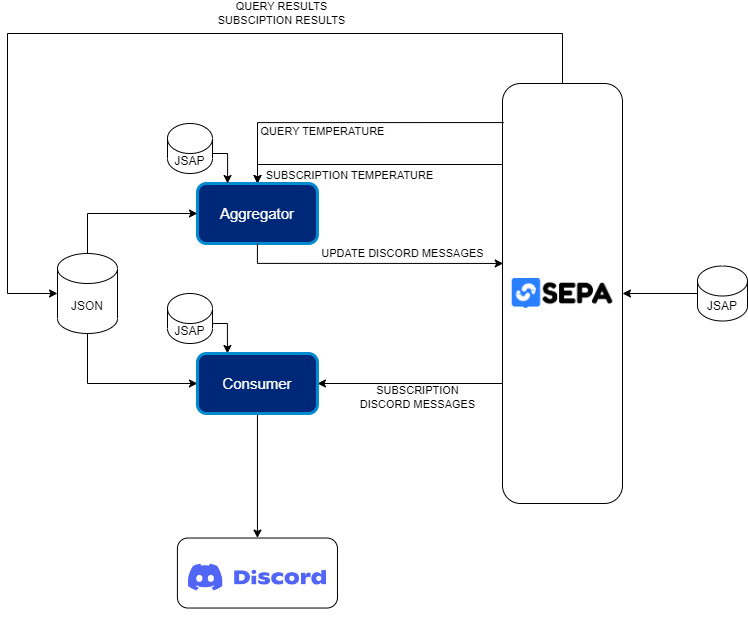 QUERY RESULTS
SUBSCIPTION RESULTS
QUERY TEMPERATURE
JSAP
SUBSCRIPTION TEMPERATURE
Aggregator
UPDATE DISCORD MESSAGES
SEPA
JSON
JSAP
JSAP
Consumer
SUBSCRIPTION
DISCORD MESSAGES
Discord